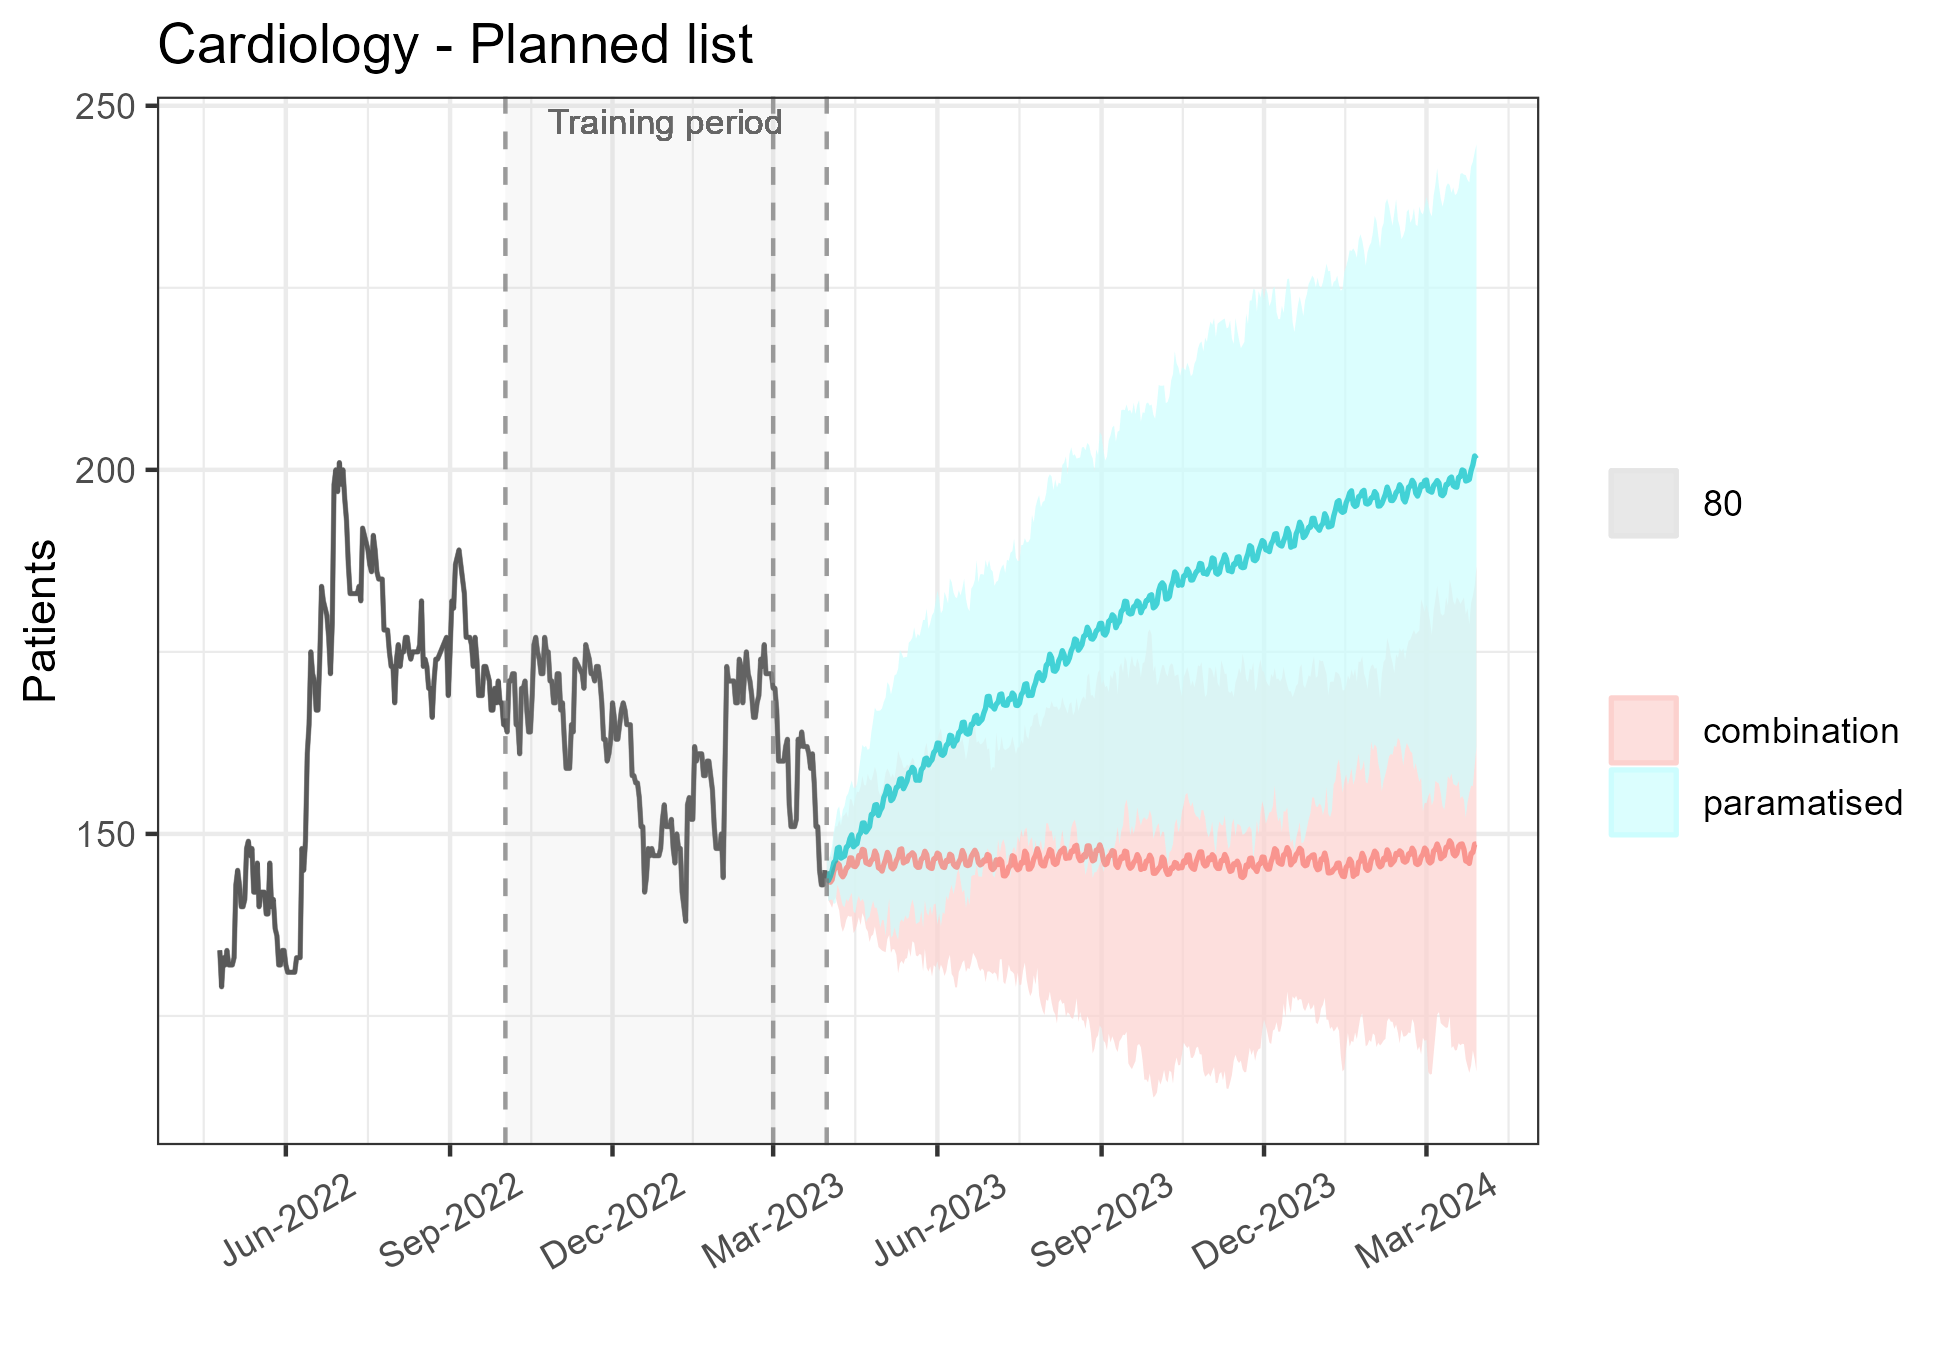 Cardiology - Planned list
250
200
150
Patients
Training period
Jun-2022
Sep-2022
Dec-2022
Mar-2023
Jun-2023
Sep-2023
Dec-2023
Mar-2024
80
combination
paramatised